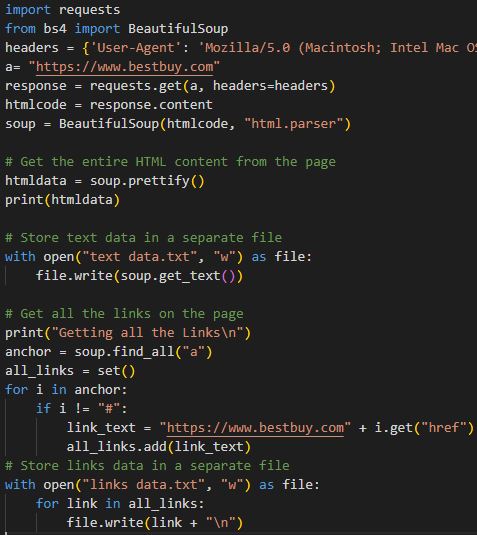 import requests
from bs4 import BeautifulSoup
headers = {'User-Agent': 'Mozilla/5.0 (Macintosh; Intel Mac OS
a= "https://www.bestbuy.com"
response = requests.get(a, headers=headers)
htmlcode = response.content
soup = BeautifulSoup(htmlcode, "html.parser")
# Get the entire HTML content from the page
htmldata = soup.prettify()
print(htmldata)
# Store text data in a separate file
with open("text data.txt", "w") as file:
    file.write(soup.get_text())
# Get all the links on the page
print("Getting all the Links\n")
anchor = soup.find_all("a")
all_links = set()
for i in anchor:
    if i != "#":
        link_text = "https://www.bestbuy.com" + i.get("href")
        all_links.add(link_text)
# Store links data in a separate file
with open("links data.txt", "w") as file:
    for link in all_links:
        file.write(link + "\n")